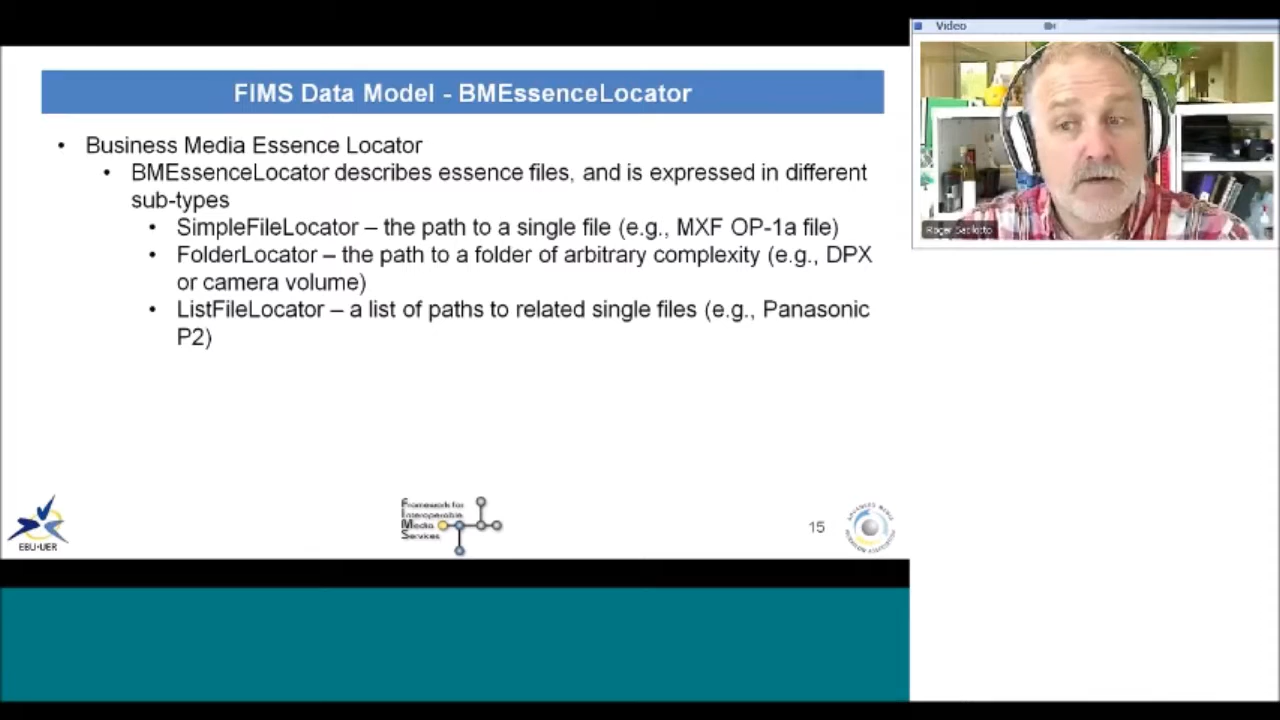 FIMS Data Model - BMEssenceLocator
• Business Media Essence Locator
• BMEssenceLocator describes essence files, and is expressed in different
sub-types
• SimpleFileLocator – the path to a single file (e.g., MXF OP-1a file)
• FolderLocator – the path to a folder of arbitrary complexity (e.g., DPX
or camera volume)
• ListFileLocator – a list of paths to related single files (e.g., Panasonic
P2)
EBU•UER
Framework for
Interoperable
Media
Services
15
Video
Roger